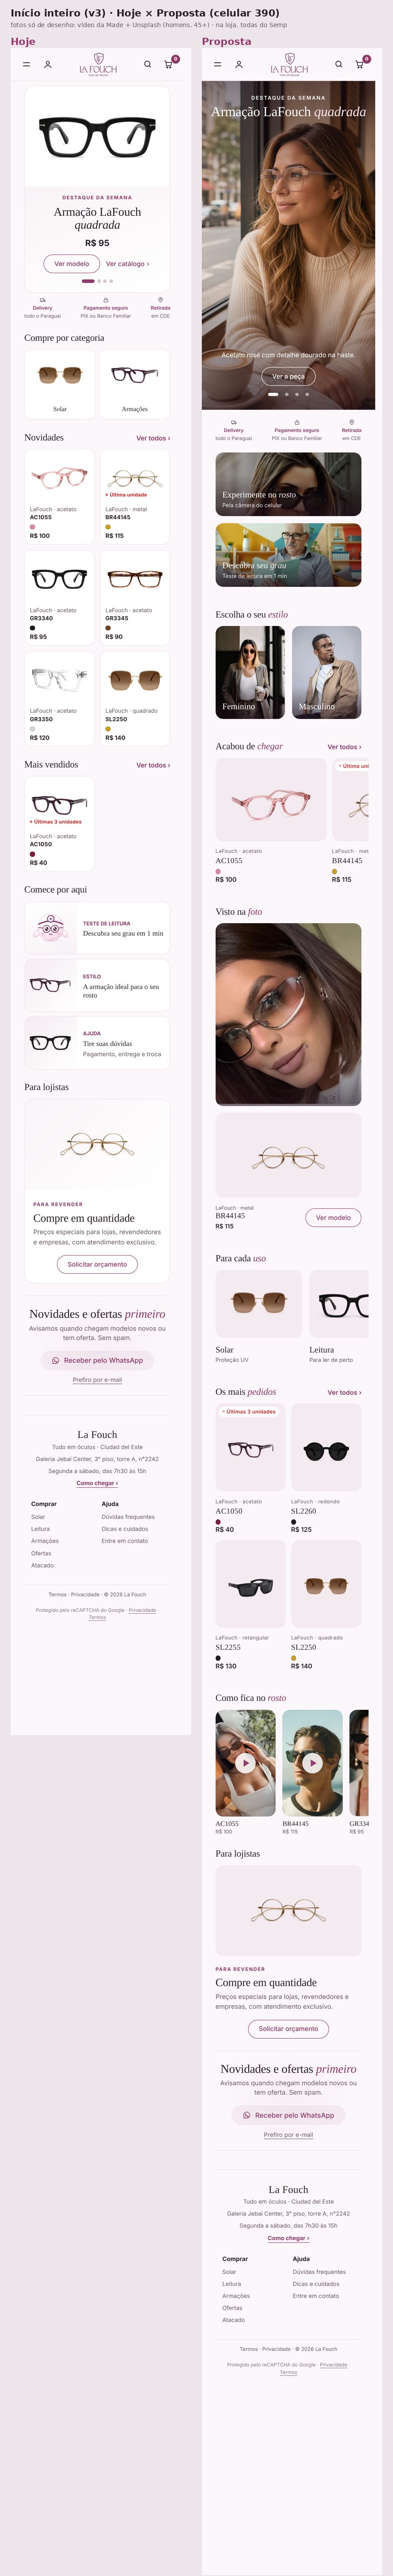 Início inteiro (v3) · Hoje × Proposta (celular 390)
fotos só de desenho: vídeo da Made + Unsplash (homens, 45+) · na loja, todas do Semp
Hoje
LA FOUCH
0
DESTAQUE DA SEMANA
Armação LaFouch
quadrada
R$ 95
Ver modelo
Ver catálogo ›
Delivery
todo o Paraguai
Pagamento seguro
PIX ou Banco Familiar
Retirada
em CDE
Compre por categoria
Solar
Armações
Novidades
Ver todos ›
LaFouch · acetato
AC1055
R$ 100
Última unidade
LaFouch · metal
BR44145
R$ 115
LaFouch · acetato
GR3340
R$ 95
LaFouch · acetato
GR3345
R$ 90
LaFouch · acetato
GR3350
R$ 120
LaFouch · quadrado
SL2250
R$ 140
Mais vendidos
Ver todos ›
Últimas 3 unidades
LaFouch · acetato
AC1050
R$ 40
Comece por aqui
TESTE DE LEITURA
Descubra seu grau em 1 min
ESTILO
A armação ideal para o seu
rosto
AJUDA
Tire suas dúvidas
Pagamento, entrega e troca
Para lojistas
PARA REVENDER
Compre em quantidade
Preços especiais para lojas, revendedores
e empresas, com atendimento exclusivo.
Solicitar orçamento
Novidades e ofertas primeiro
Avisamos quando chegam modelos novos ou
tem oferta. Sem spam.
Receber pelo WhatsApp
Prefiro por e-mail
La Fouch
Tudo em óculos · Ciudad del Este
Galeria Jebai Center, 3° piso, torre A, n°2242
Segunda a sábado, das 7h30 às 15h
Como chegar ›
Comprar
Solar
Leitura
Armações
Ofertas
Atacado
Ajuda
Dúvidas frequentes
Dicas e cuidados
Entre em contato
Termos · Privacidade · © 2026 La Fouch
Protegido pelo reCAPTCHA do Google · Privacidade ·
Termos
Proposta
LA FOUCH
0
DESTAQUE DA SEMANA
Armação LaFouch quadrada
Acetato rosé com detalhe dourado na haste.
Ver a peça
Delivery
todo o Paraguai
Pagamento seguro
PIX ou Banco Familiar
Retirada
em CDE
Experimente no rosto
Pela câmera do celular
Descubra seu grau
Teste de leitura em 1 min
Escolha o seu estilo
Feminino
Masculino
Acabou de chegar
Ver todos ›
LaFouch · acetato
AC1055
R$ 100
Última uni
LaFouch · met
BR44145
R$ 115
Visto na foto
LaFouch · metal
BR44145
R$ 115
Ver modelo
Para cada uso
Solar
Proteção UV
Leitura
Para ler de perto
Os mais pedidos
Ver todos ›
Últimas 3 unidades
LaFouch · acetato
AC1050
R$ 40
LaFouch · redondo
SL2260
R$ 125
LaFouch · retangular
SL2255
R$ 130
LaFouch · quadrado
SL2250
R$ 140
Como fica no rosto
AC1055
R$ 100
BR44145
R$ 115
GR334
R$ 95
Para lojistas
PARA REVENDER
Compre em quantidade
Preços especiais para lojas, revendedores e
empresas, com atendimento exclusivo.
Solicitar orçamento
Novidades e ofertas primeiro
Avisamos quando chegam modelos novos ou
tem oferta. Sem spam.
Receber pelo WhatsApp
Prefiro por e-mail
La Fouch
Tudo em óculos · Ciudad del Este
Galeria Jebai Center, 3° piso, torre A, n°2242
Segunda a sábado, das 7h30 às 15h
Como chegar ›
Comprar
Solar
Leitura
Armações
Ofertas
Atacado
Ajuda
Dúvidas frequentes
Dicas e cuidados
Entre em contato
Termos · Privacidade · © 2026 La Fouch
Protegido pelo reCAPTCHA do Google · Privacidade ·
Termos